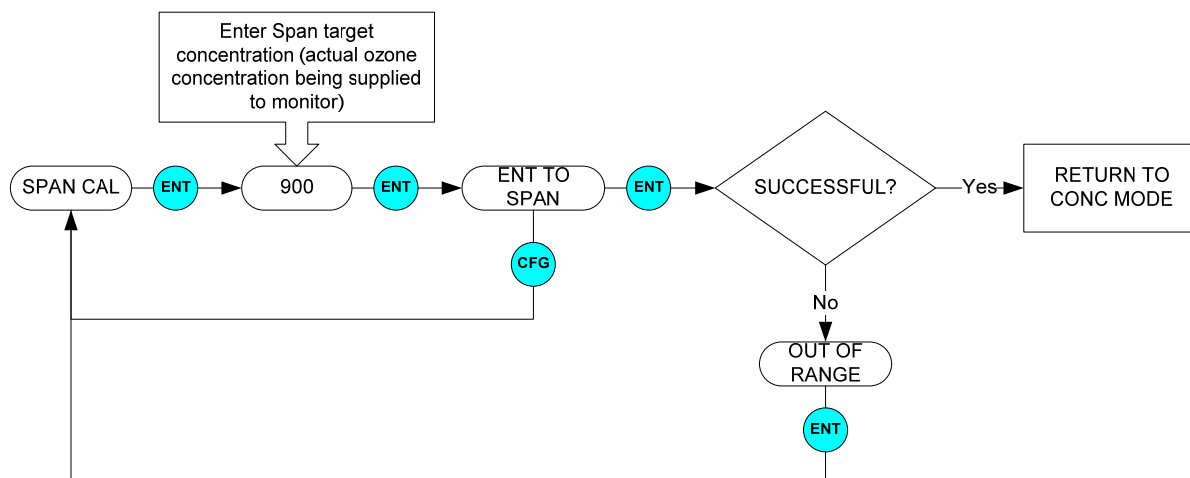 Enter Span target
concentration (actual ozone
concentration being supplied
to monitor)
SPAN CAL
ENT
900
ENT
ENT TO
SPAN
ENT
SUCCESSFUL?
Yes
RETURN TO
CONC MODE
CFG
No
OUT OF
RANGE
ENT